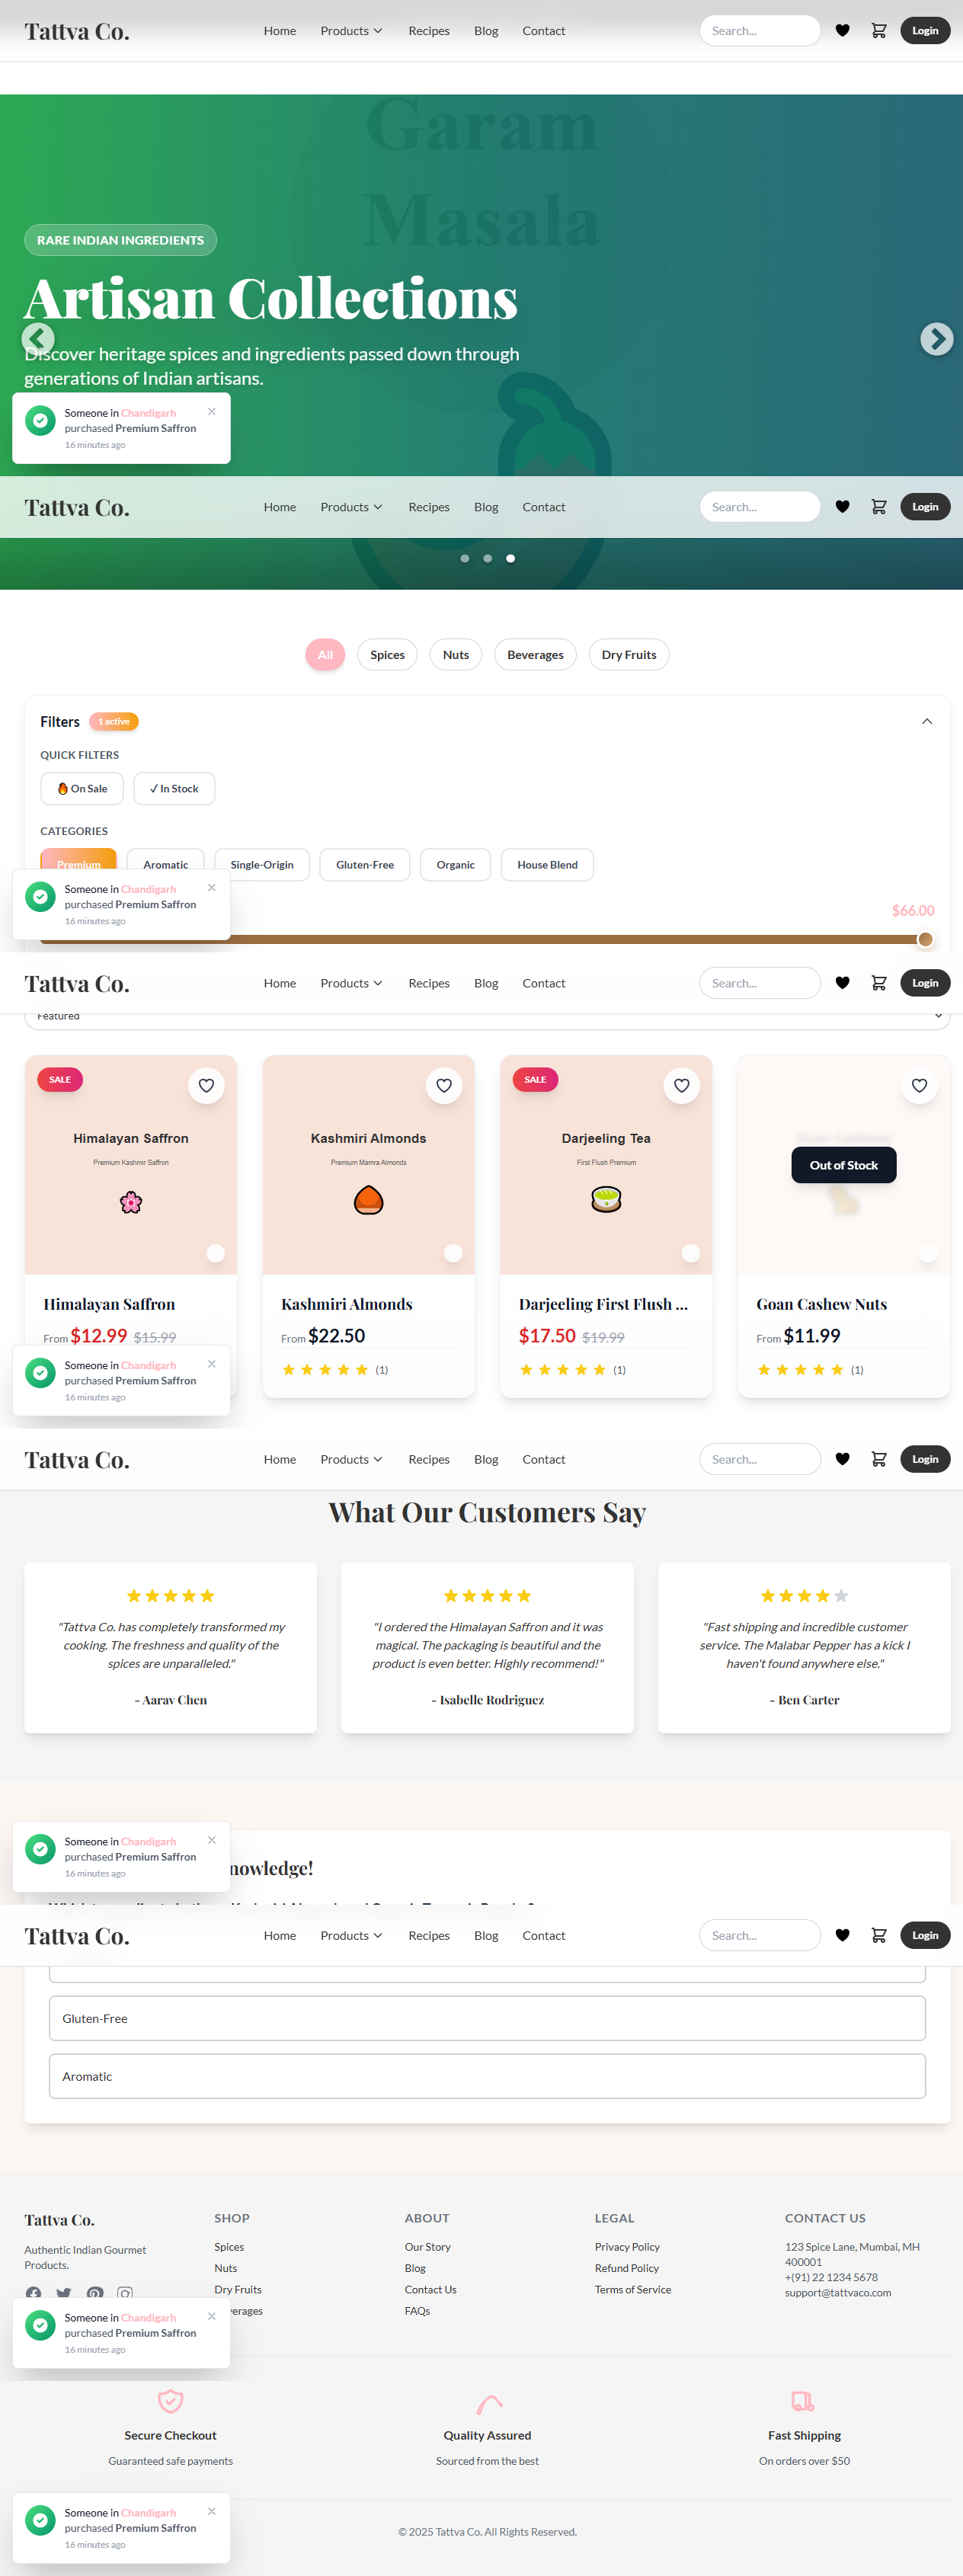 Tattva Co.
Home Products Recipes Blog Contact
Search...
Login
Garam
Masala
RARE INDIAN INGREDIENTS
Artisan Collections
Discover heritage spices and ingredients passed down through
generations of Indian artisans.
Someone in Chandigarh
purchased Premium Saffron
16 minutes ago
Tattva Co.
Home Products Recipes Blog Contact
Search...
Login
All Spices Nuts Beverages Dry Fruits
Filters 1 active
QUICK FILTERS
On Sale ✓ In Stock
CATEGORIES
Premium Aromatic Single-Origin Gluten-Free Organic House Blend
Someone in Chandigarh
purchased Premium Saffron
16 minutes ago
$66.00
Tattva Co.
Home Products Recipes Blog Contact
Search...
Login
Featured
SALE
Himalayan Saffron
Premium Kashmir Saffron
Himalayan Saffron
From $12.99 $15.99
Kashmiri Almonds
Premium Mamra Almonds
Kashmiri Almonds
From $22.50
(1)
SALE
Darjeeling Tea
First Flush Premium
Darjeeling First Flush ...
From $17.50 $19.99
(1)
Out of Stock
Goan Cashew Nuts
From $11.99
(1)
Someone in Chandigarh
purchased Premium Saffron
16 minutes ago
Tattva Co.
Home Products Recipes Blog Contact
Search...
Login
What Our Customers Say
"Tattva Co. has completely transformed my
cooking. The freshness and quality of the
spices are unparalleled."
- Aarav Chen
"I ordered the Himalayan Saffron and it was
magical. The packaging is beautiful and the
product is even better. Highly recommend!"
- Isabelle Rodriguez
"Fast shipping and incredible customer
service. The Malabar Pepper has a kick I
haven't found anywhere else."
- Ben Carter
Someone in Chandigarh
purchased Premium Saffron
16 minutes ago
nowledge!
Tattva Co.
Home Products Recipes Blog Contact
Search...
Login
Gluten-Free
Aromatic
Tattva Co.
Authentic Indian Gourmet
Products.
SHOP
Spices
Nuts
Dry Fruits
verages
ABOUT
Our Story
Blog
Contact Us
FAQs
LEGAL
Privacy Policy
Refund Policy
Terms of Service
CONTACT US
123 Spice Lane, Mumbai, MH
400001
+(91) 22 1234 5678
support@tattvaco.com
Someone in Chandigarh
purchased Premium Saffron
16 minutes ago
Secure Checkout
Guaranteed safe payments
Quality Assured
Sourced from the best
Fast Shipping
On orders over $50
Someone in Chandigarh
purchased Premium Saffron
16 minutes ago
© 2025 Tattva Co. All Rights Reserved.